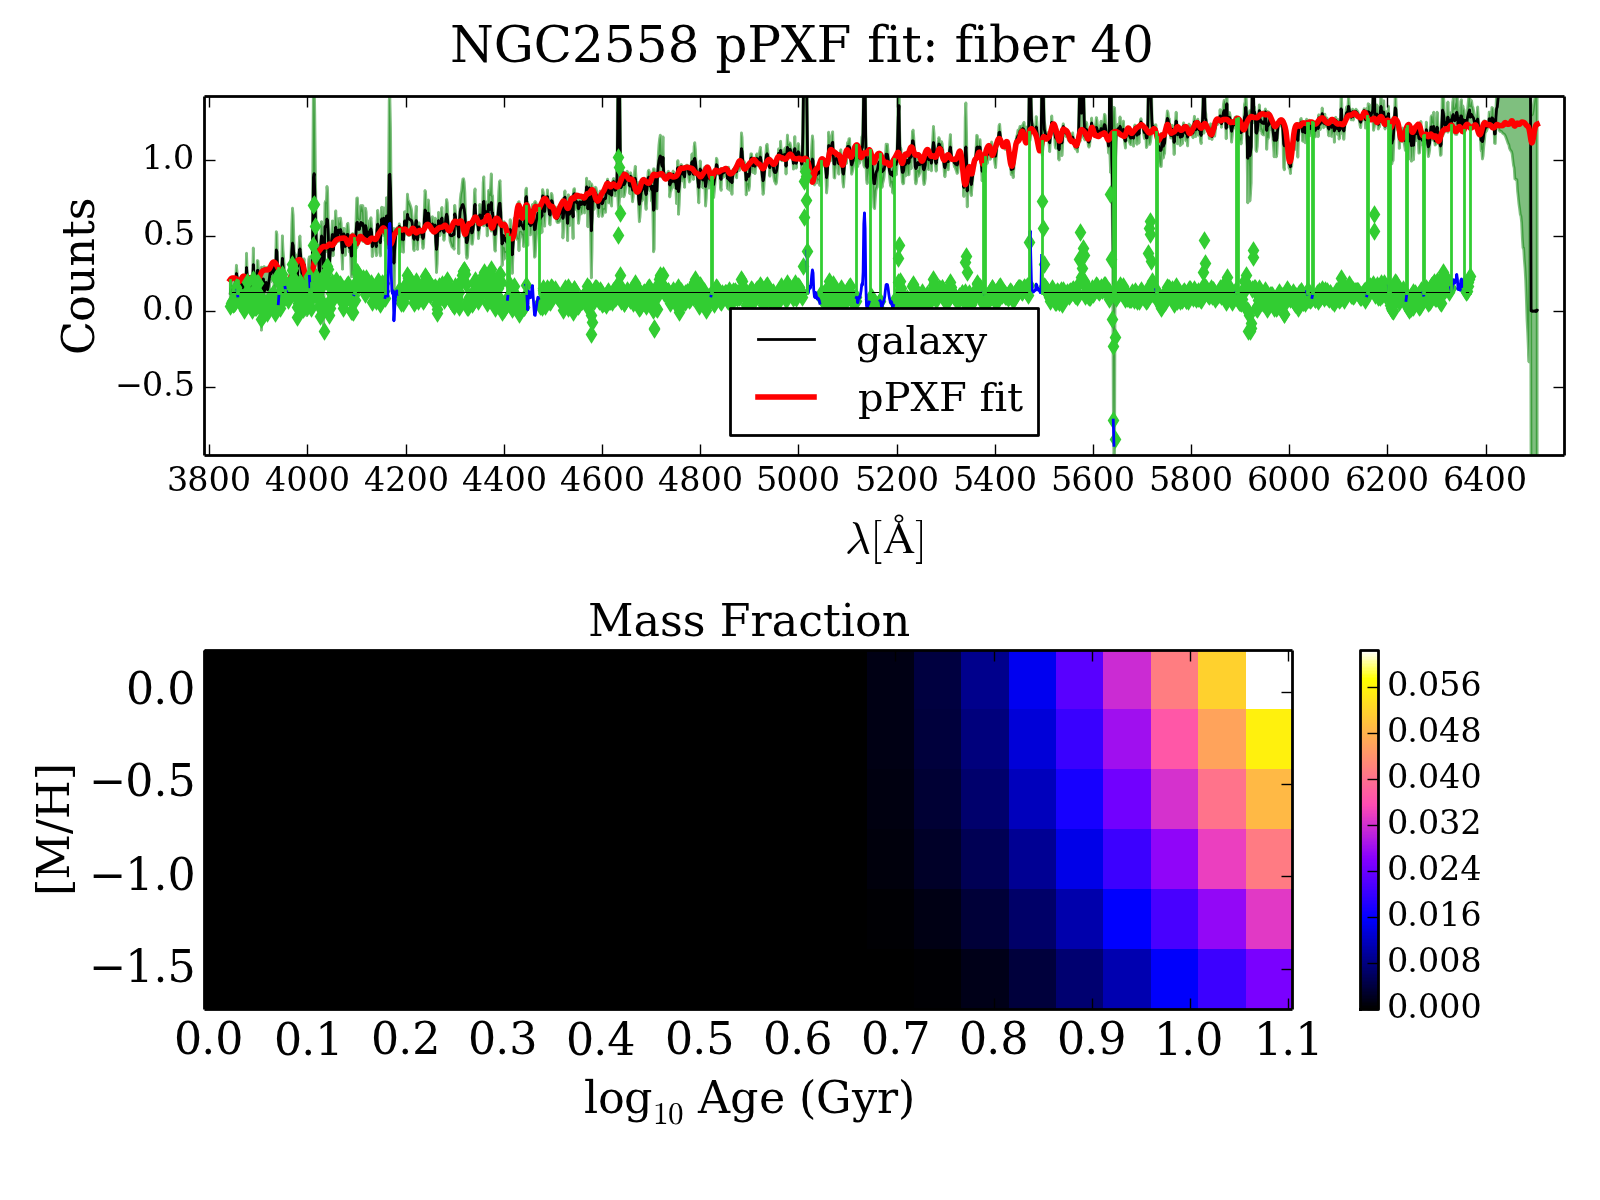 NGC2558 pPXF fit: fiber 40
Counts
1.0
0.5
0.0
−0.5
galaxy
pPXF fit
3800 4000 4200 4400 4600 4800 5000 5200 5400 5600 5800 6000 6200 6400
λ[Å]
Mass Fraction
[M/H]
0.0
−0.5
−1.0
−1.5
0.0 0.1 0.2 0.3 0.4 0.5 0.6 0.7 0.8 0.9 1.0 1.1
log₁₀ Age (Gyr)
0.056
0.048
0.040
0.032
0.024
0.016
0.008
0.000